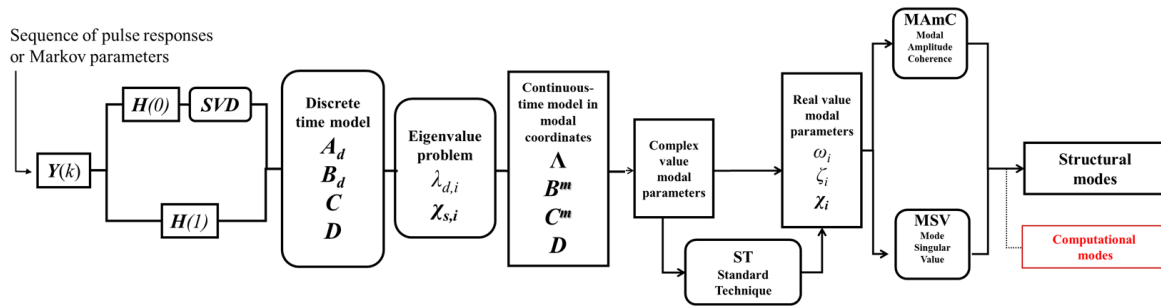 Sequence of pulse responses
or Markov parameters
Y(k)
H(0)
SVD
H(1)
Discrete
time model
A_d
B_d
C
D
Eigenvalue
problem
λ_{d,i}
χ_{s,i}
Continuous-
time model in
modal
coordinates
Λ
B^m
C^m
D
Complex
value
modal
parameters
ST
Standard
Technique
Real value
modal
parameters
ω_i
ζ_i
χ_i
MAmC
Modal
Amplitude
Coherence
MSV
Mode
Singular
Value
Structural
modes
Computational
modes